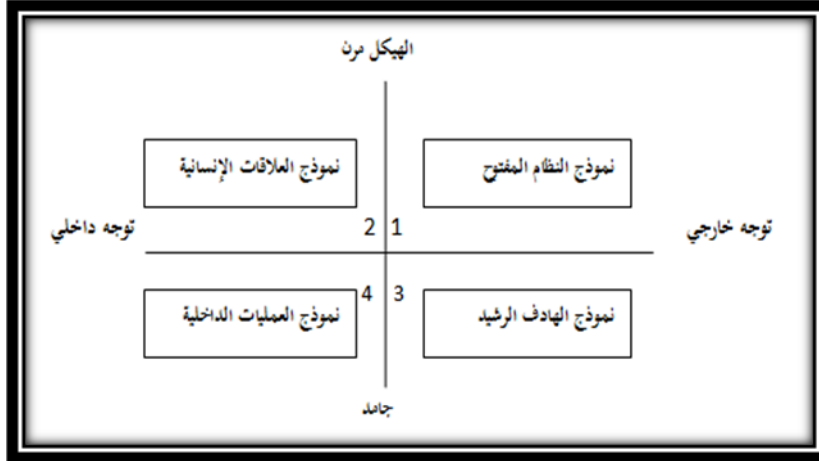 الهيكل مرن
نموذج النظام المفتوح
نموذج العلاقات الإنسانية
توجه خارجي
1
2
توجه داخلي
3
4
نموذج الهادف الرشيد
نموذج العمليات الداخلية
جامد